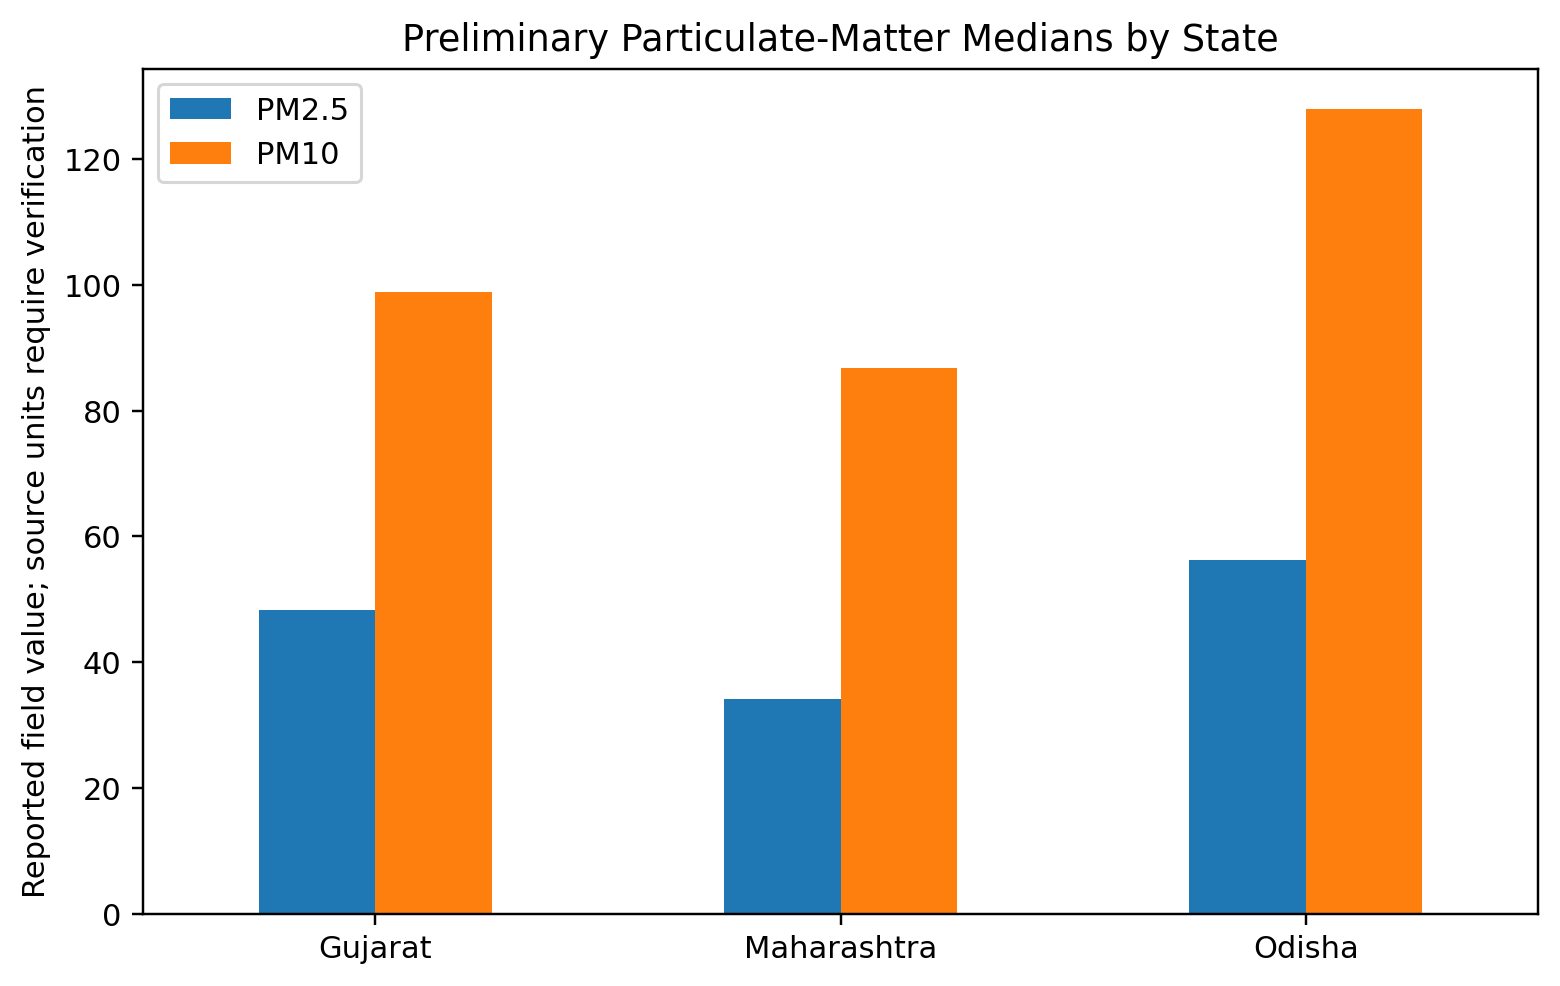 Preliminary Particulate-Matter Medians by State
PM2.5
PM10
Reported field value; source units require verification
120
100
80
60
40
20
0
Gujarat
Maharashtra
Odisha